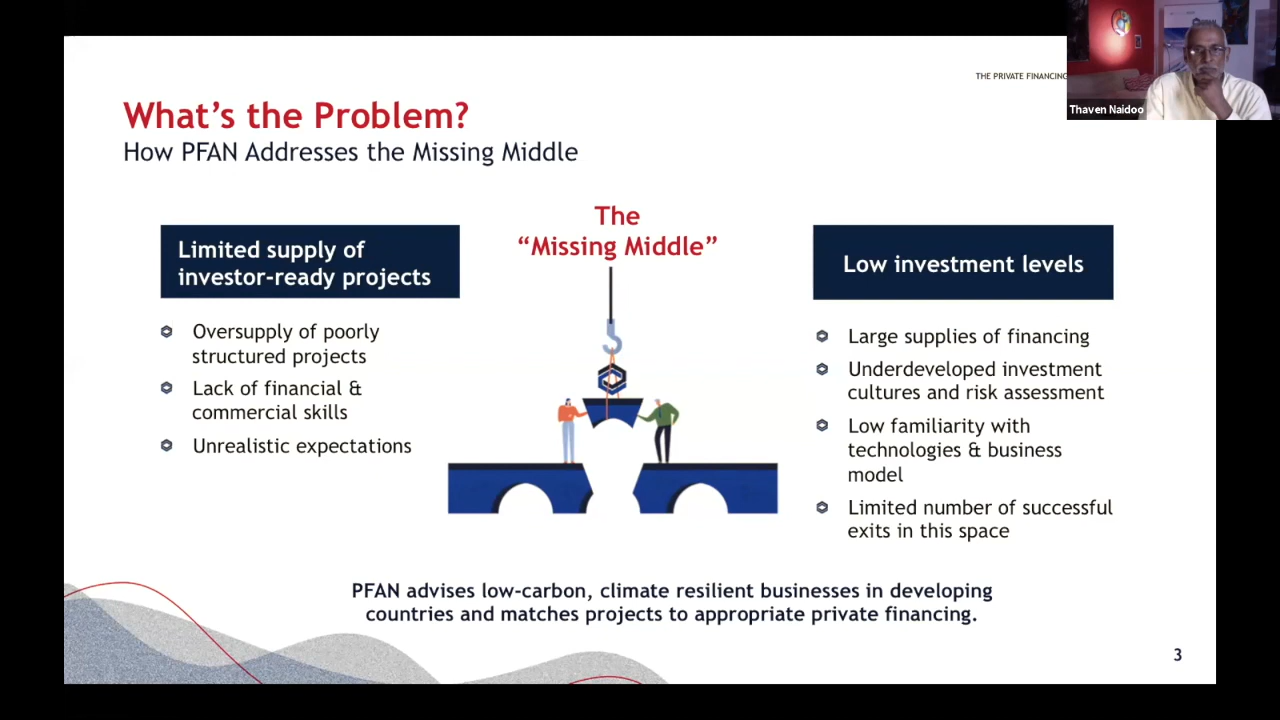 THE PRIVATE FINANCING
Thaven Naidoo
What's the Problem?
How PFAN Addresses the Missing Middle
Limited supply of
investor-ready projects
Oversupply of poorly
structured projects
Lack of financial &
commercial skills
Unrealistic expectations
The
“Missing Middle”
Low investment levels
Large supplies of financing
Underdeveloped investment
cultures and risk assessment
Low familiarity with
technologies & business
model
Limited number of successful
exits in this space
PFAN advises low-carbon, climate resilient businesses in developing
countries and matches projects to appropriate private financing.
3